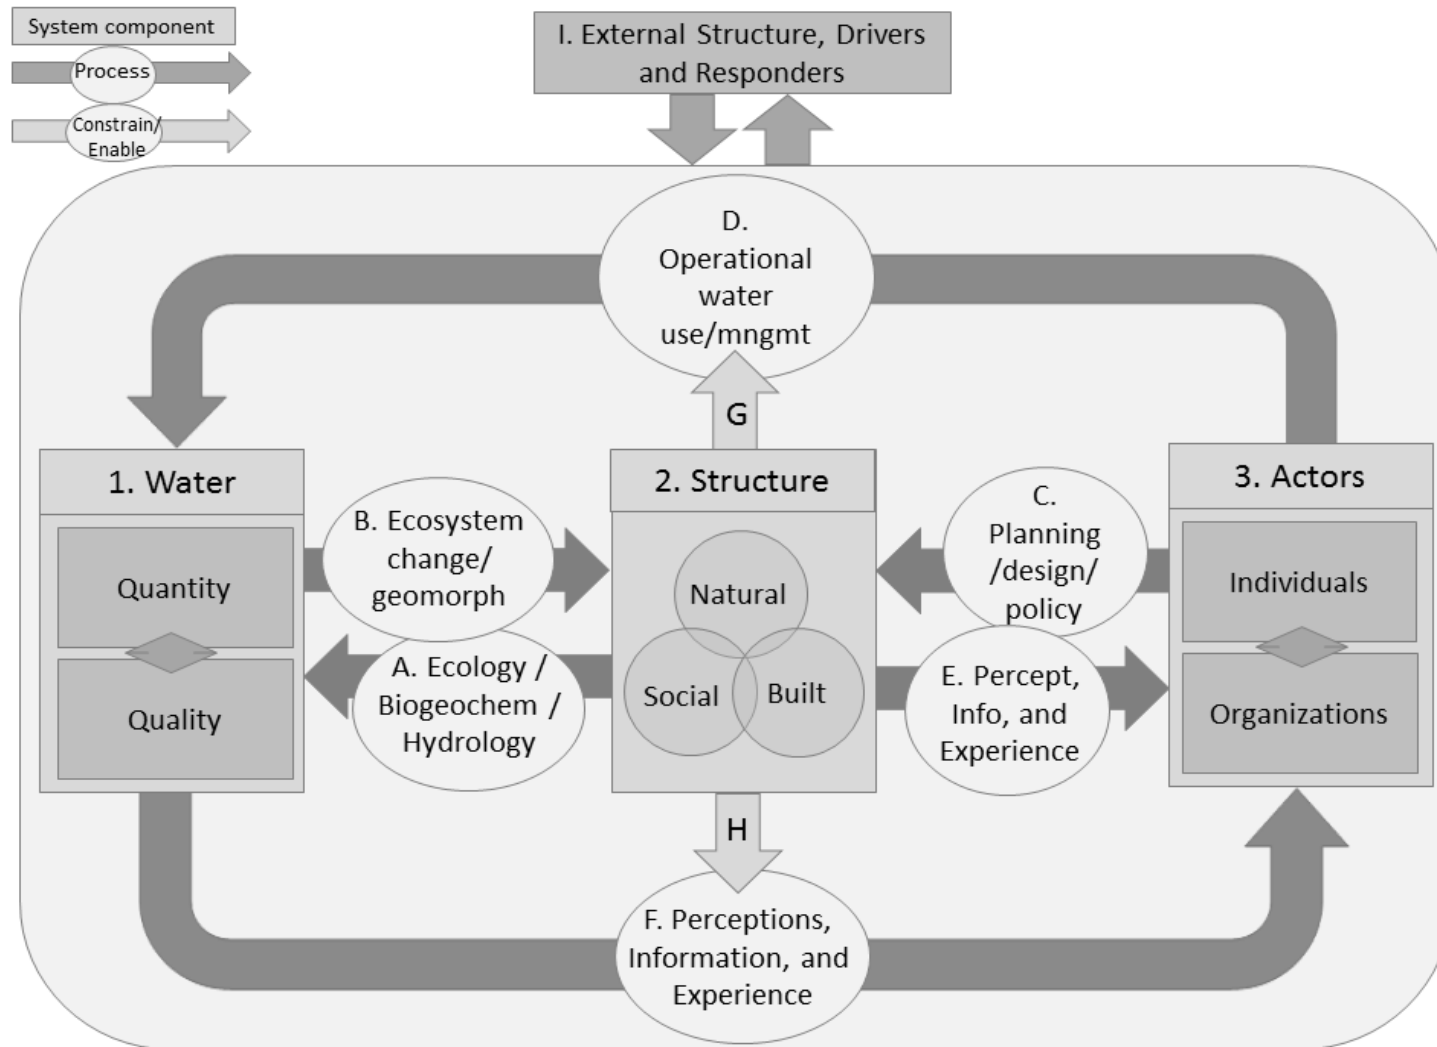 System component
Process
Constrain/
Enable
I. External Structure, Drivers
and Responders
D.
Operational
water
use/mngmt
G
1. Water
Quantity
Quality
B. Ecosystem
change/
geomorph
A. Ecology /
Biogeochem /
Hydrology
2. Structure
Natural
Social
Built
C.
Planning
/design/
policy
E. Percept,
Info, and
Experience
3. Actors
Individuals
Organizations
H
F. Perceptions,
Information, and
Experience